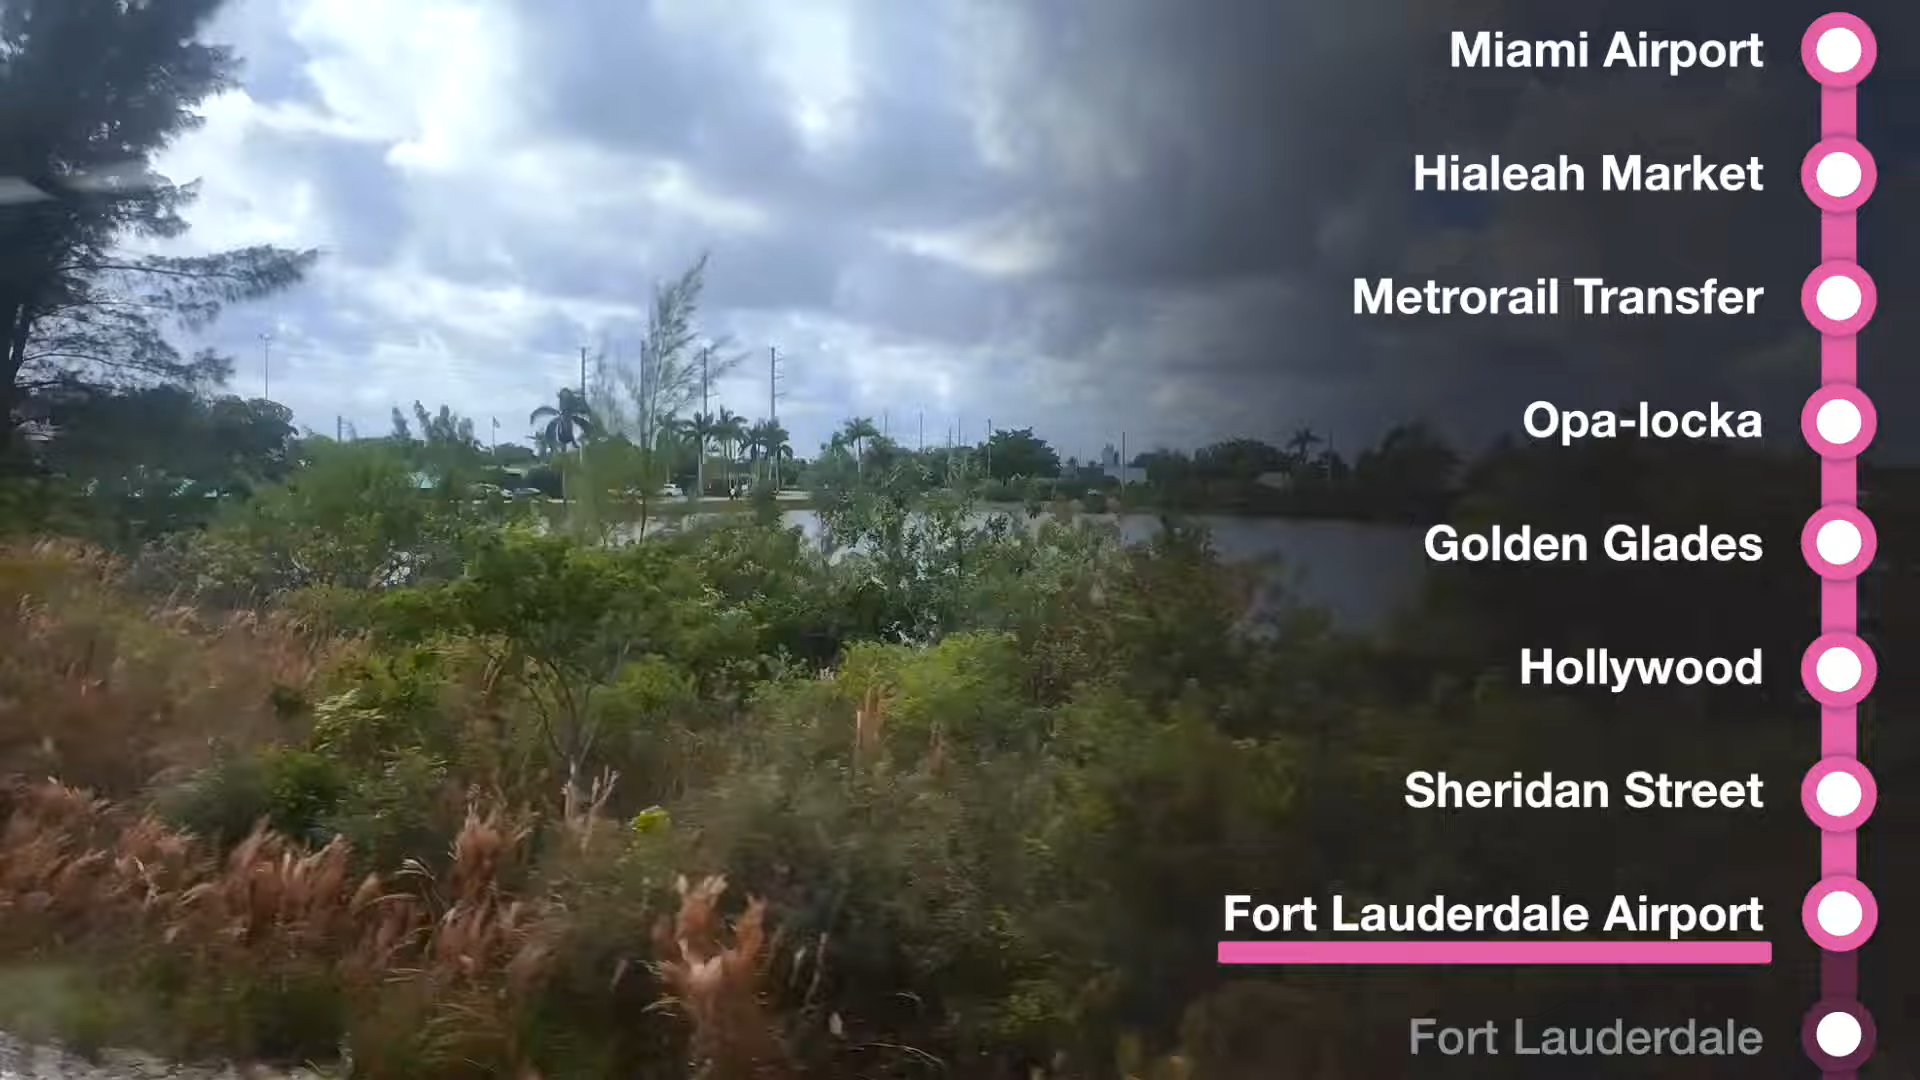 Miami Airport
Hialeah Market
Metrorail Transfer
Opa-locka
Golden Glades
Hollywood
Sheridan Street
Fort Lauderdale Airport
Fort Lauderdale